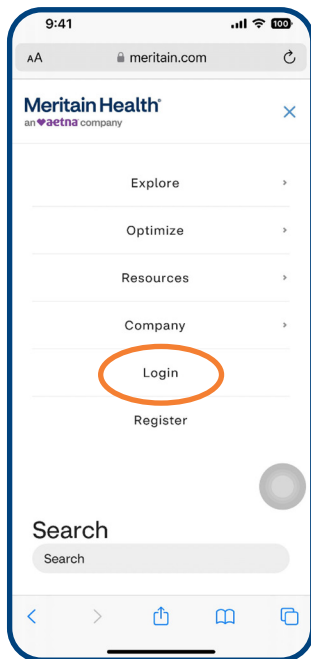 9:41
100
AA
meritain.com
Meritain Health®
an ♥aetna company
Explore
Optimize
Resources
Company
Login
Register
Search
Search